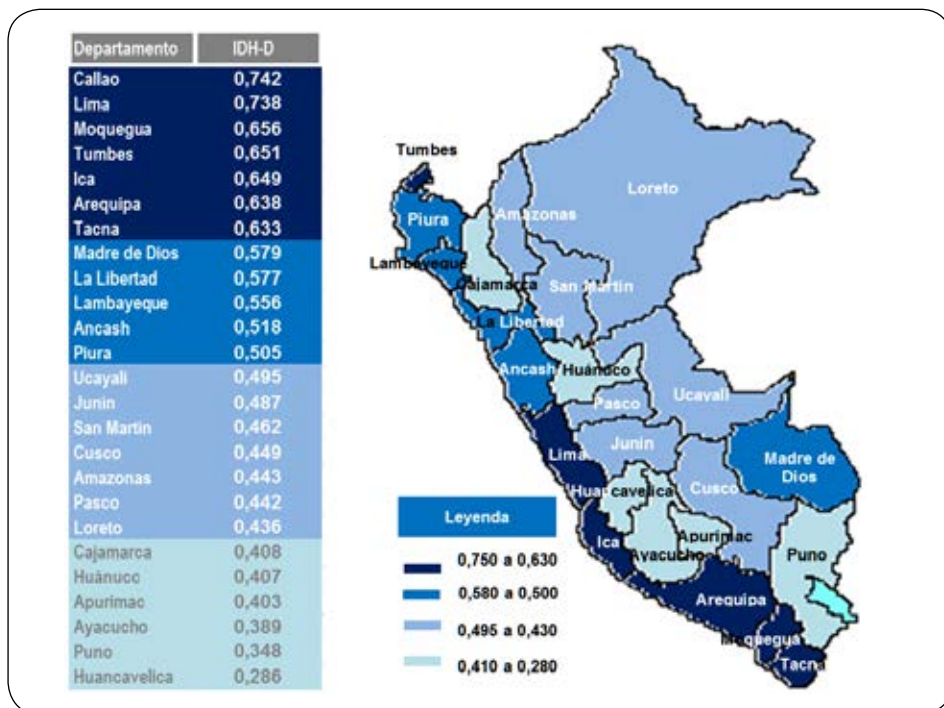 Departamento IDH-D
Callao 0,742
Lima 0,738
Moquegua 0,656
Tumbes 0,651
Ica 0,649
Arequipa 0,638
Tacna 0,633
Madre de Dios 0,579
La Libertad 0,577
Lambayeque 0,556
Ancash 0,518
Piura 0,505
Ucayali 0,495
Junin 0,487
San Martin 0,462
Cusco 0,449
Amazonas 0,443
Pasco 0,442
Loreto 0,436
Cajamarca 0,408
Huánuco 0,407
Apurimac 0,403
Ayacucho 0,389
Puno 0,348
Huancavelica 0,286
Tumbes
Loreto
Piura
Amazonas
Lambayeque
Cajamarca
San Martin
La Libertad
Ancash
Huánuco
Ucayali
Pasco
Lima
Junin
Madre de
Dios
Huancavelica
Cusco
Ica
Apurimac
Ayacucho
Puno
Arequipa
Moquegua
Tacna
Leyenda
0,750 a 0,630
0,580 a 0,500
0,495 a 0,430
0,410 a 0,280